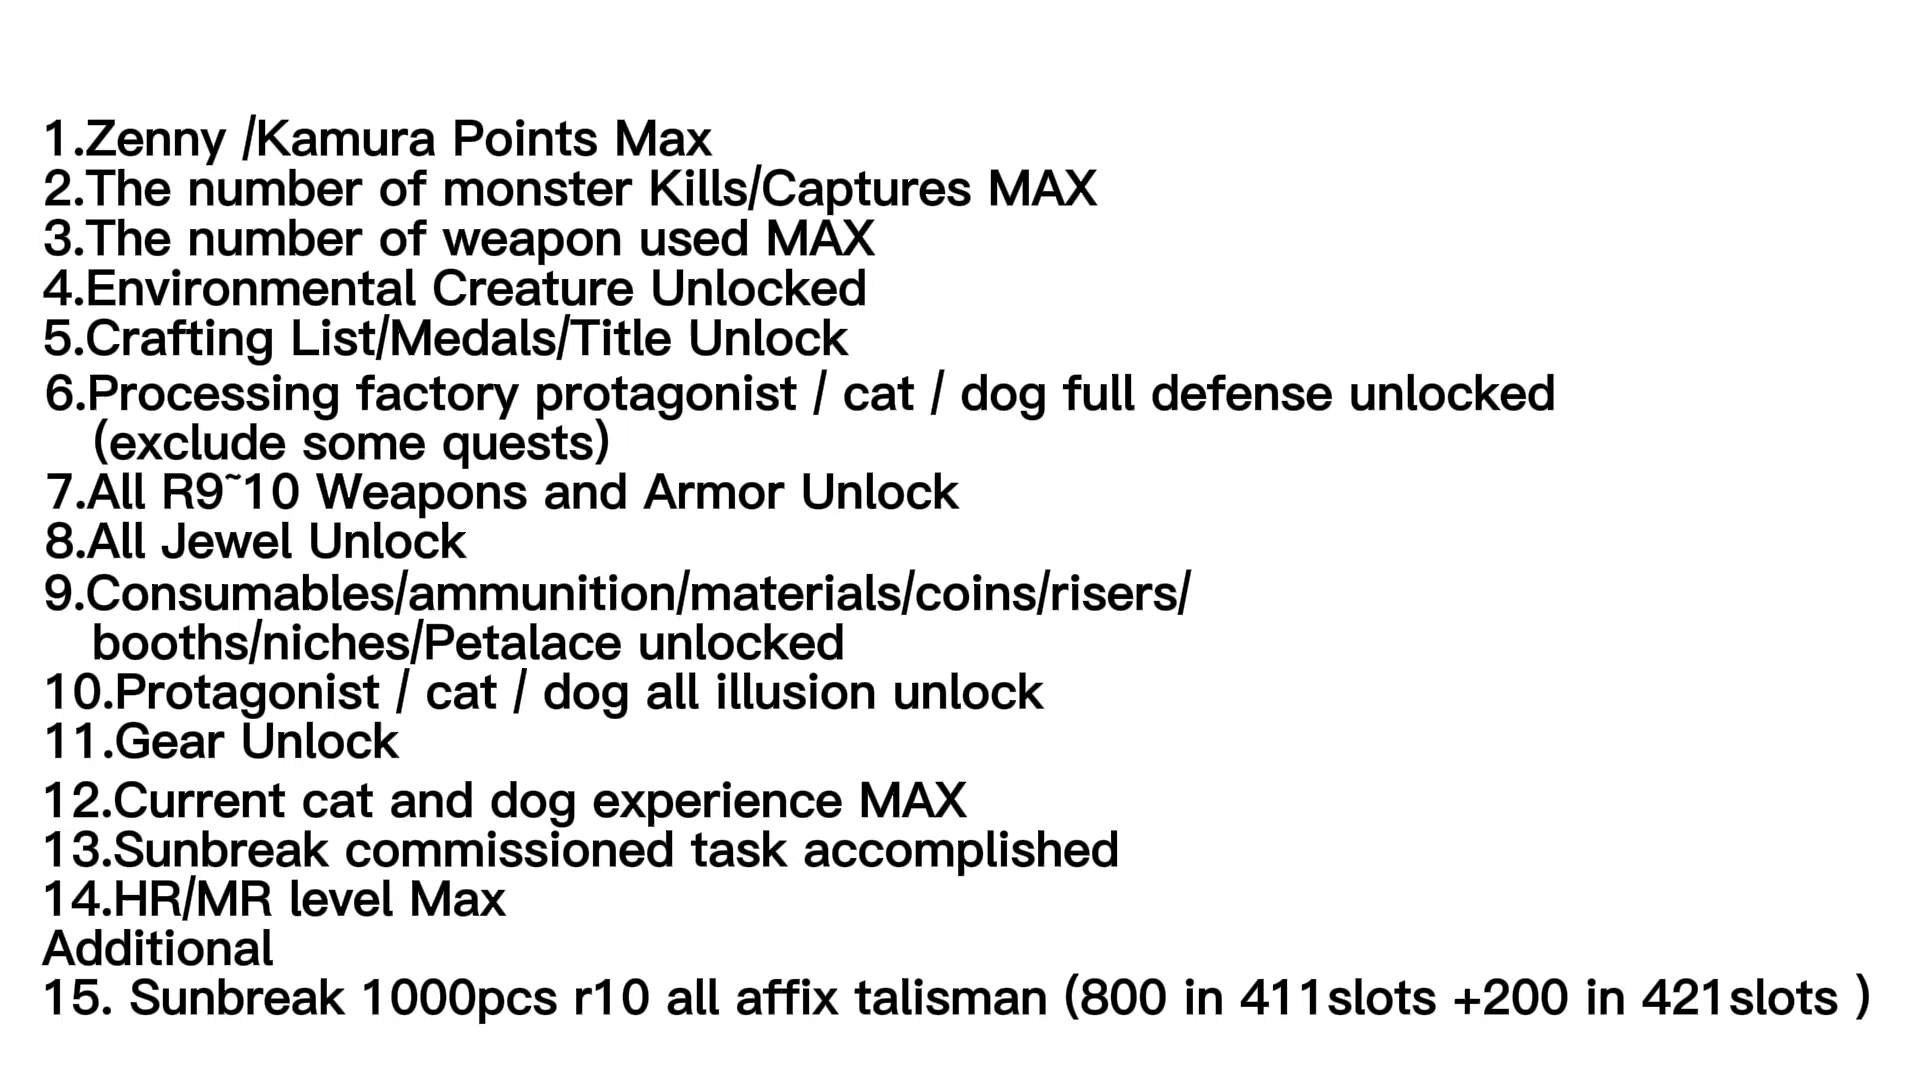 1.Zenny /Kamura Points Max
2.The number of monster Kills/Captures MAX
3.The number of weapon used MAX
4.Environmental Creature Unlocked
5.Crafting List/Medals/Title Unlock
6.Processing factory protagonist / cat / dog full defense unlocked
(exclude some quests)
7.All R9~10 Weapons and Armor Unlock
8.All Jewel Unlock
9.Consumables/ammunition/materials/coins/risers/
booths/niches/Petalace unlocked
10.Protagonist / cat / dog all illusion unlock
11.Gear Unlock
12.Current cat and dog experience MAX
13.Sunbreak commissioned task accomplished
14.HR/MR level Max
Additional
15. Sunbreak 1000pcs r10 all affix talisman (800 in 411slots +200 in 421slots )